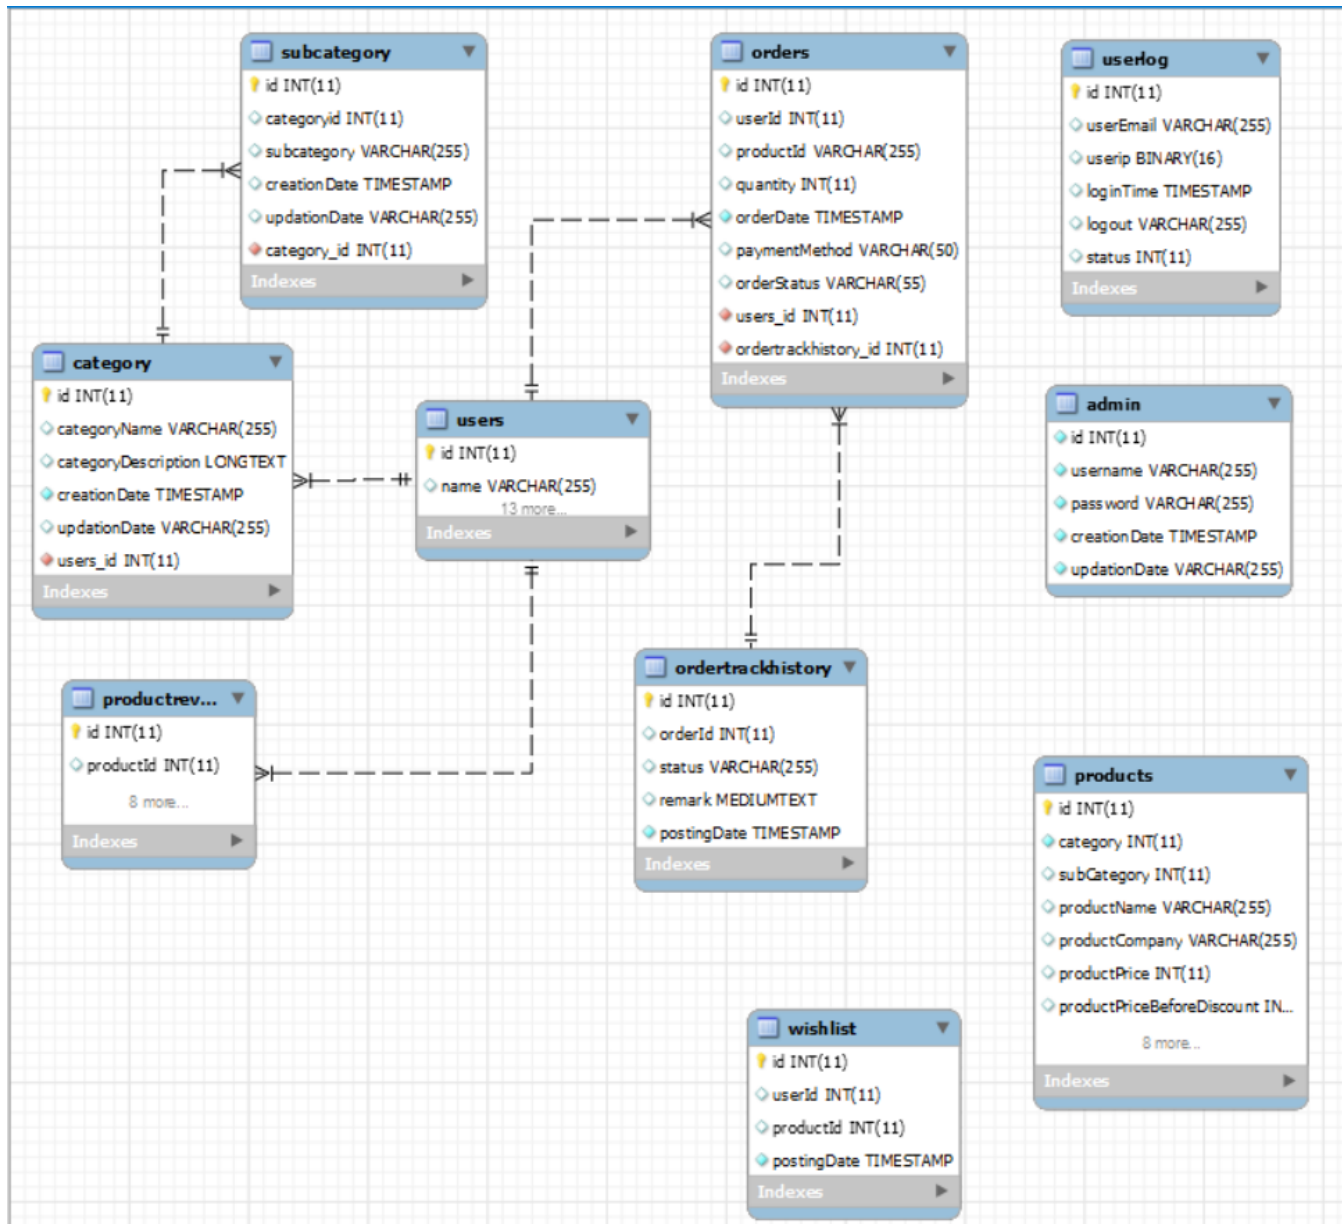 subcategory
id INT(11)
categoryid INT(11)
subcategory VARCHAR(255)
creationDate TIMESTAMP
updationDate VARCHAR(255)
category_id INT(11)
Indexes
orders
id INT(11)
userId INT(11)
productId VARCHAR(255)
quantity INT(11)
orderDate TIMESTAMP
paymentMethod VARCHAR(50)
orderStatus VARCHAR(55)
users_id INT(11)
ordertrackhistory_id INT(11)
Indexes
userlog
id INT(11)
userEmail VARCHAR(255)
userip BINARY(16)
loginTime TIMESTAMP
logout VARCHAR(255)
status INT(11)
Indexes
category
id INT(11)
categoryName VARCHAR(255)
categoryDescription LONGTEXT
creationDate TIMESTAMP
updationDate VARCHAR(255)
users_id INT(11)
Indexes
users
id INT(11)
name VARCHAR(255)
13 more...
Indexes
admin
id INT(11)
username VARCHAR(255)
password VARCHAR(255)
creationDate TIMESTAMP
updationDate VARCHAR(255)
productrev...
id INT(11)
productId INT(11)
8 more...
Indexes
ordertrackhistory
id INT(11)
orderId INT(11)
status VARCHAR(255)
remark MEDIUMTEXT
postingDate TIMESTAMP
Indexes
products
id INT(11)
category INT(11)
subCategory INT(11)
productName VARCHAR(255)
productCompany VARCHAR(255)
productPrice INT(11)
productPriceBeforeDiscount IN...
8 more...
Indexes
wishlist
id INT(11)
userId INT(11)
productId INT(11)
postingDate TIMESTAMP
Indexes